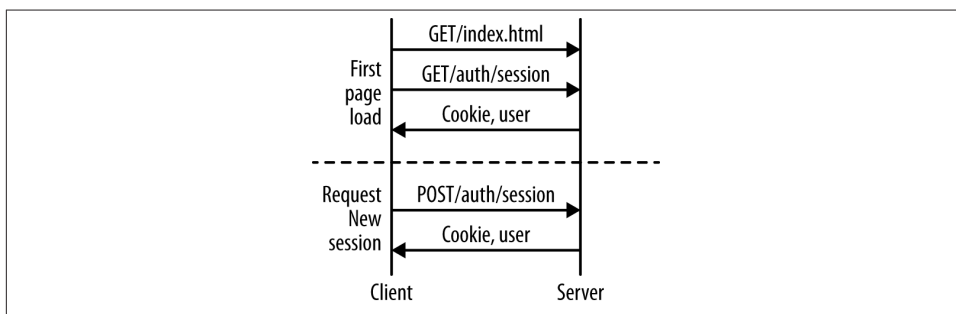 GET/index.html
First
page
load
GET/auth/session
Cookie, user
Request
New
session
POST/auth/session
Cookie, user
Client
Server